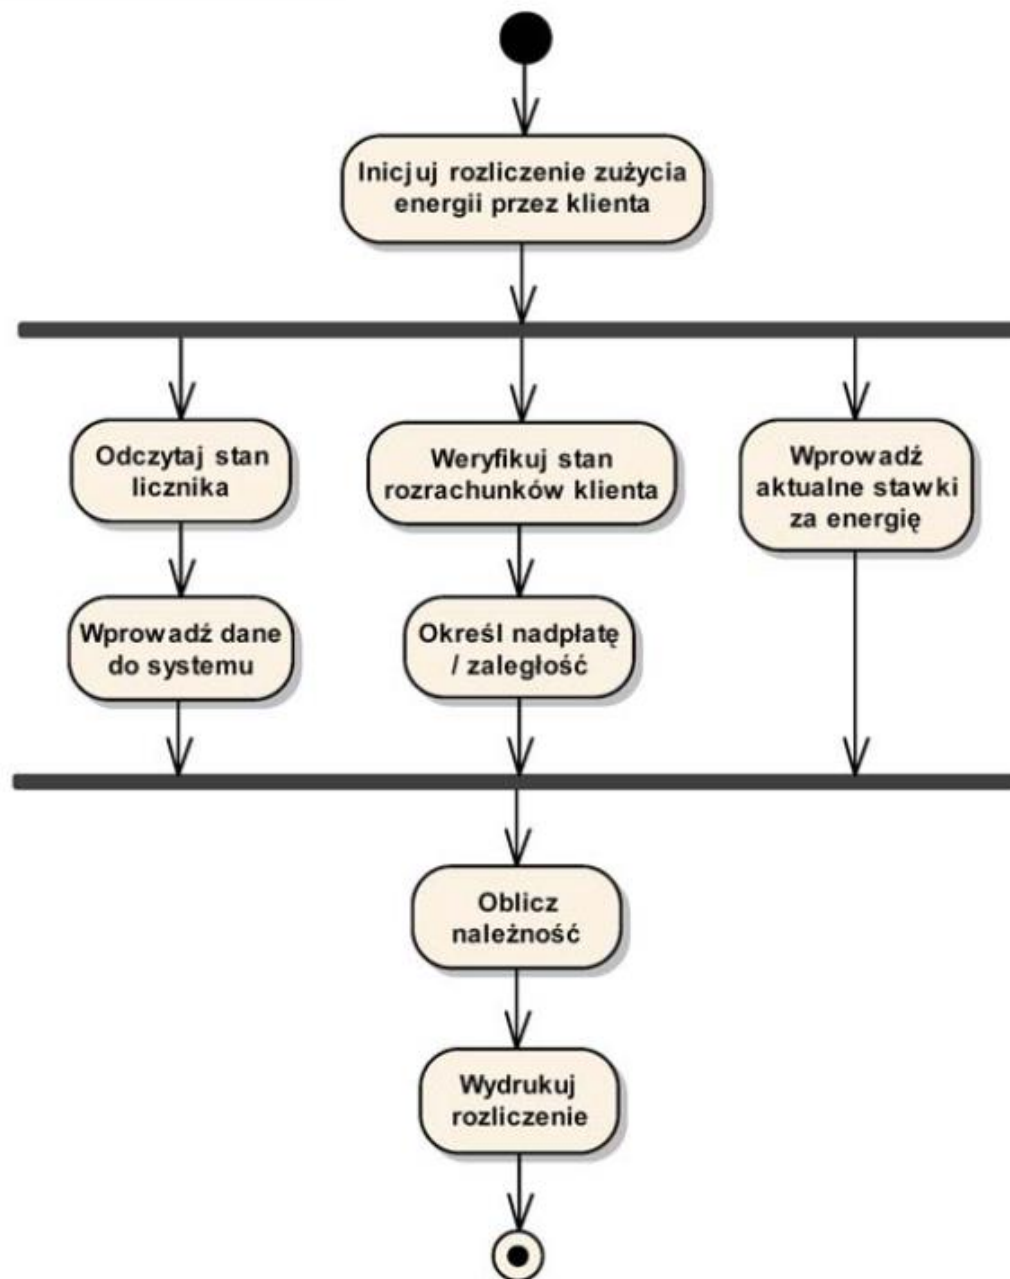 Inicjuj rozliczenie zużycia
energii przez klienta
Odczytaj stan
licznika
Weryfikuj stan
rozrachunków klienta
Wprowadź
aktualne stawki
za energię
Wprowadź dane
do systemu
Określ nadpłatę
/ zaległość
Oblicz
należność
Wydrukuj
rozliczenie